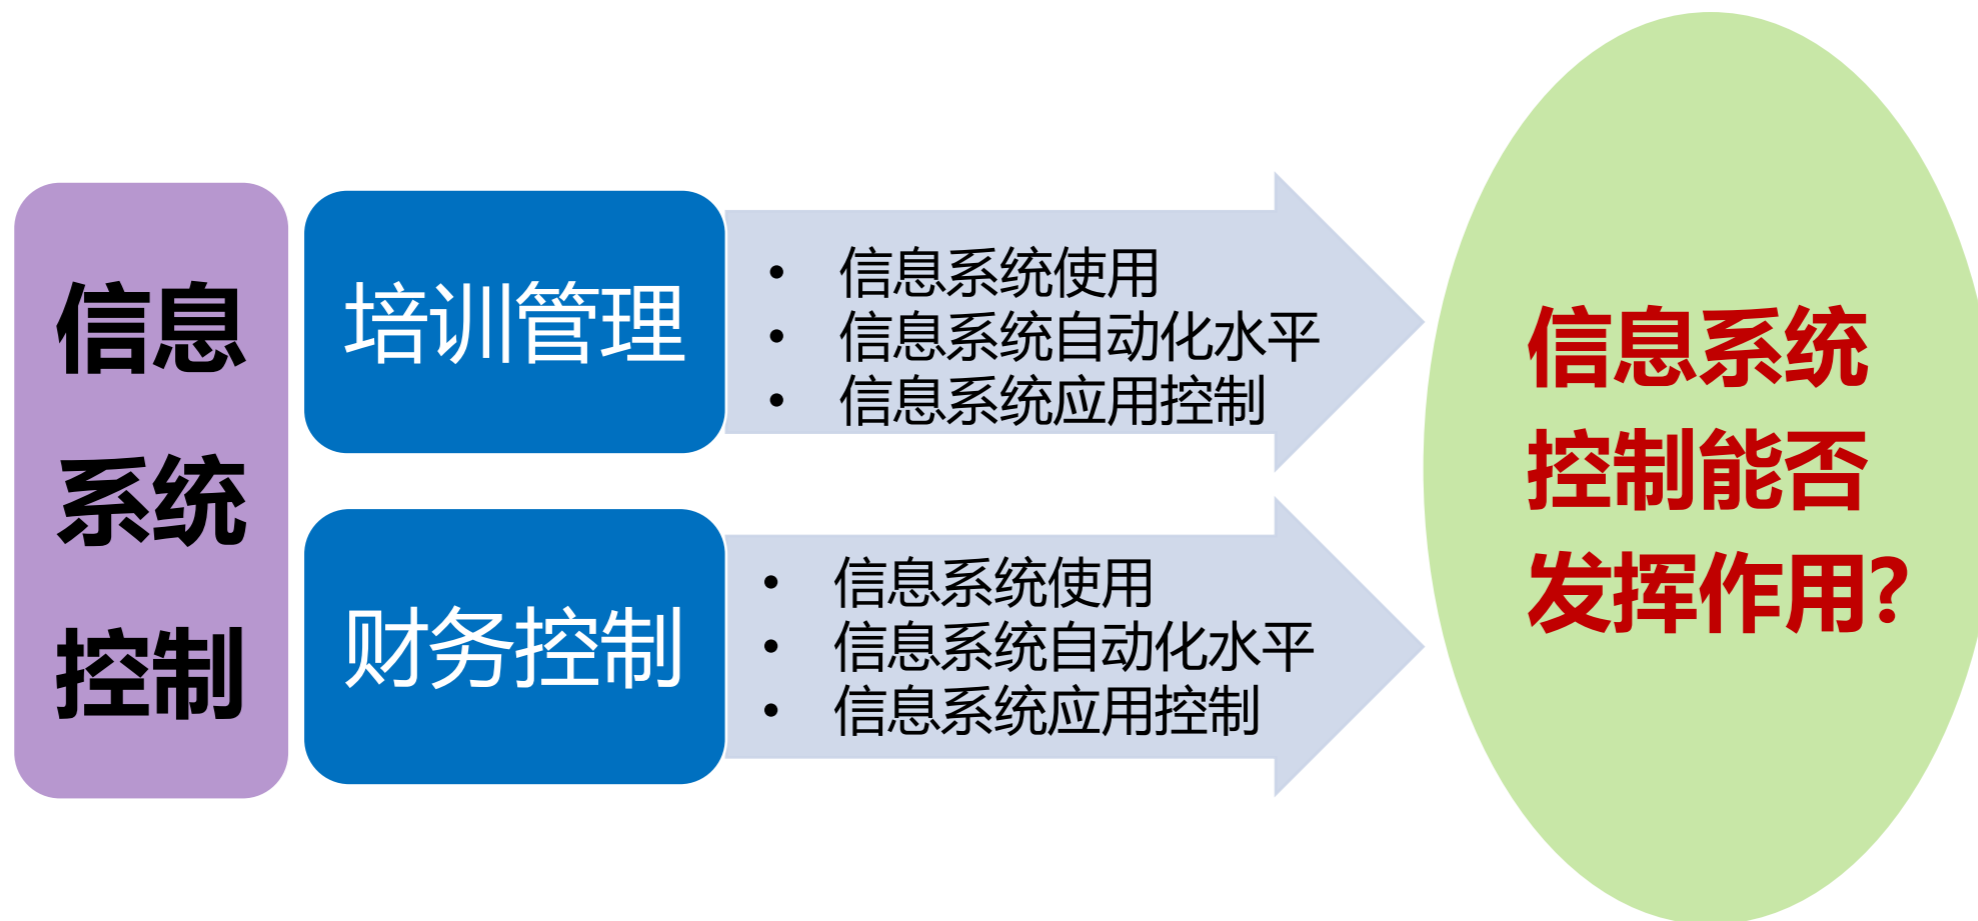 信息
系统
控制
培训管理
• 信息系统使用
• 信息系统自动化水平
• 信息系统应用控制
财务控制
• 信息系统使用
• 信息系统自动化水平
• 信息系统应用控制
信息系统
控制能否
发挥作用?